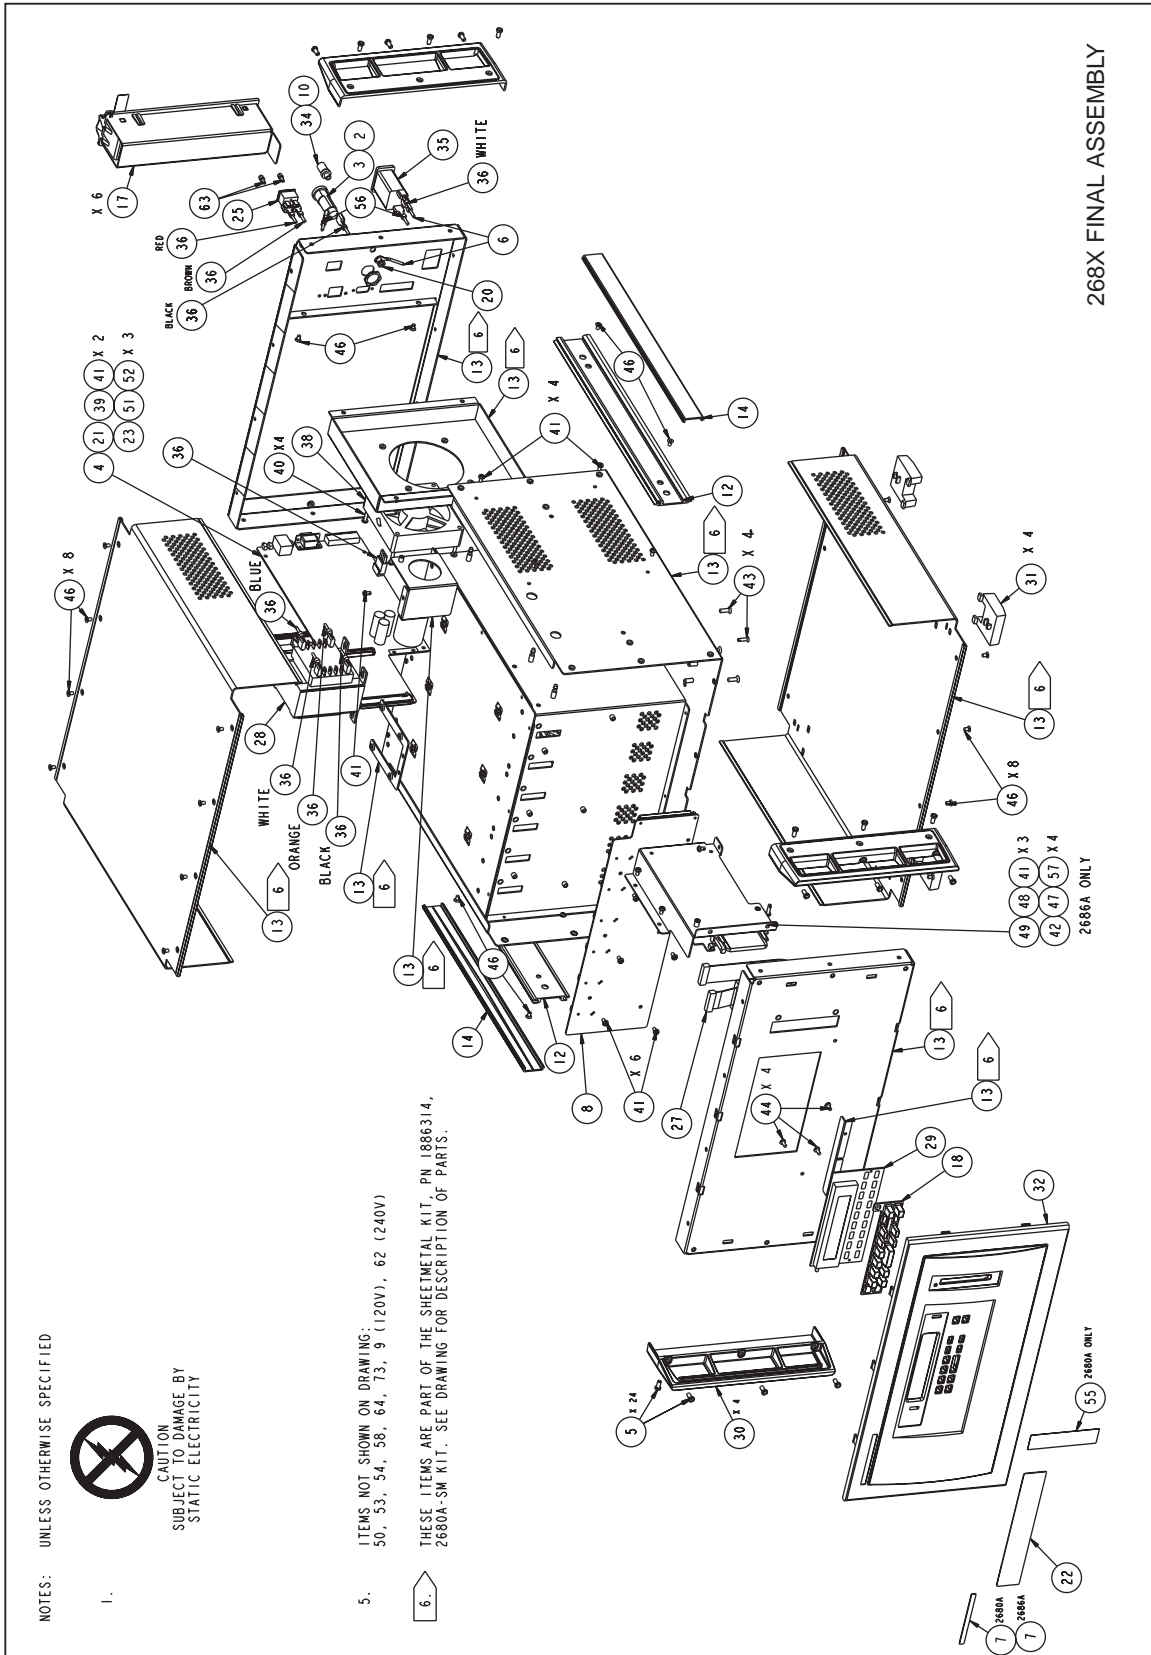 NOTES: UNLESS OTHERWISE SPECIFIED
1.
CAUTION
SUBJECT TO DAMAGE BY
STATIC ELECTRICITY
5. ITEMS NOT SHOWN ON DRAWING:
50, 53, 54, 58, 64, 73, 9 (120V), 62 (240V)
6. THESE ITEMS ARE PART OF THE SHEETMETAL KIT, PN 1886314,
2680A-SM KIT. SEE DRAWING FOR DESCRIPTION OF PARTS.
46 X 8
4 21 39 41 X 2
23 51 52 X 3
BLACK
36
BROWN
36
RED
36
25
63
X 6
17
34 10
3 2
56
35
36 WHITE
6
20
46
13 6
13 6
36
40 X4
38
BLUE
36
28
WHITE
36
ORANGE
36
BLACK
36
41
13 6
13 6
13 6
X 4
41
46
14
12
13 6
43 X 4
31 X 4
13 6
46 X 8
14
46
12
8
X 6
41
27
49 48 41 X 3
42 47 57 X 4
2686A ONLY
13 6
13 6
44 X 4
29
18
32
5 X 24
30 X 4
55 2680A ONLY
22
7 2680A
7 2686A
268X FINAL ASSEMBLY